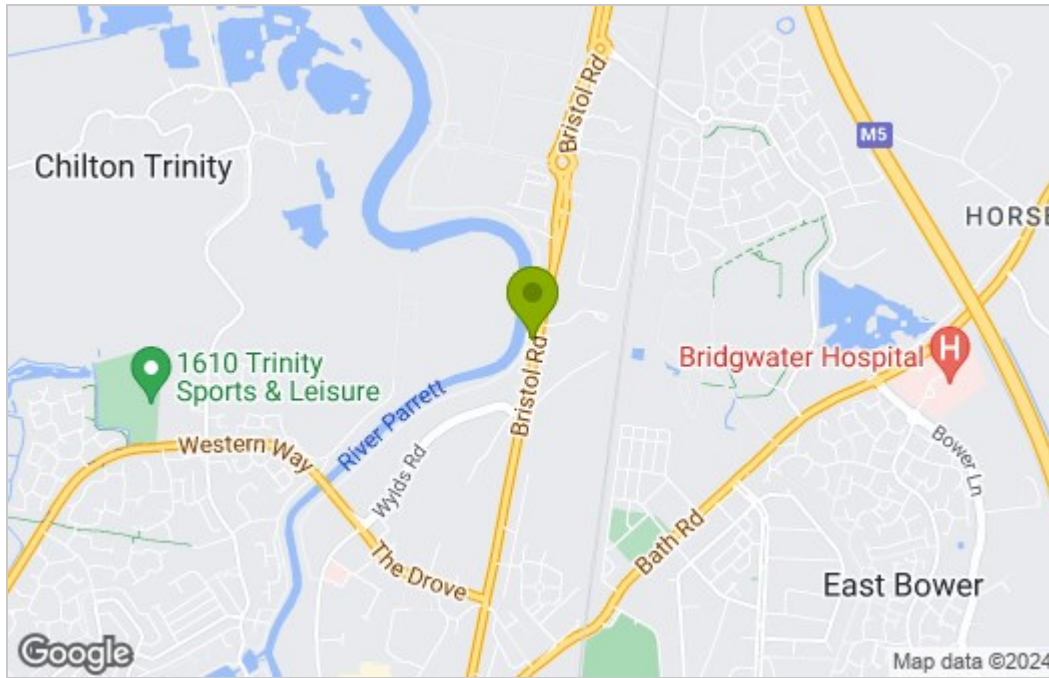 Bristol Rd
M5
Chilton Trinity
HORSE
1610 Trinity
Sports & Leisure
Bridgwater Hospital
H
Bristol Rd
River Parrett
Western Way
Wylds Rd
Bower Ln
Bath Rd
The Drove
East Bower
Google
Map data ©2024